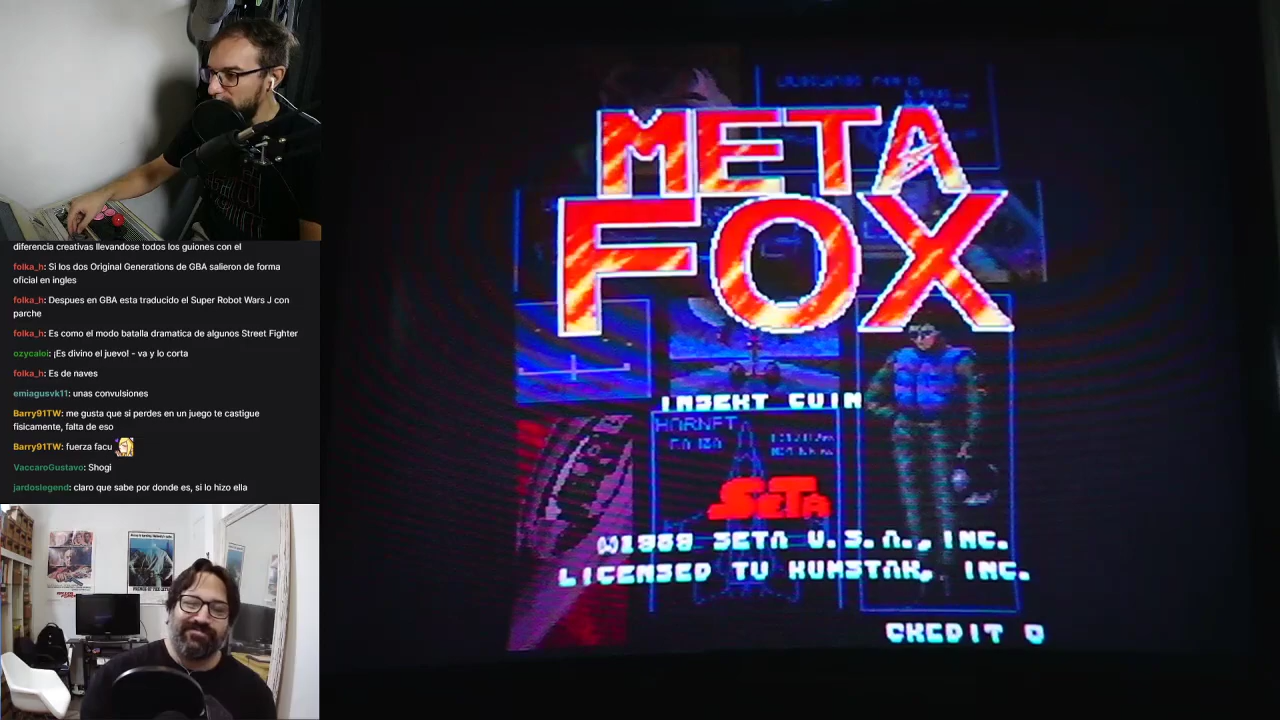 diferencia creativas llevandose todos los guiones con el
folka_h: Si los dos Original Generations de GBA salieron de forma
oficial en ingles
folka_h: Despues en GBA esta traducido el Super Robot Wars J con
parche
folka_h: Es como el modo batalla dramatica de algunos Street Fighter
ozycaloi: ¡Es divino el juevo! - va y lo corta
folka_h: Es de naves
emiagusvk11: unas convulsiones
Barry91TW: me gusta que si perdes en un juego te castigue
fisicamente, falta de eso
Barry91TW: fuerza facu
VaccaroGustavo: Shogi
jardoslegend: claro que sabe por donde es, si lo hizo ella
META
FOX
INSERT COIN
HORNET
SETA
©1989 SETA U.S.A., INC.
LICENSED TO ROMSTAR, INC.
CREDIT 0